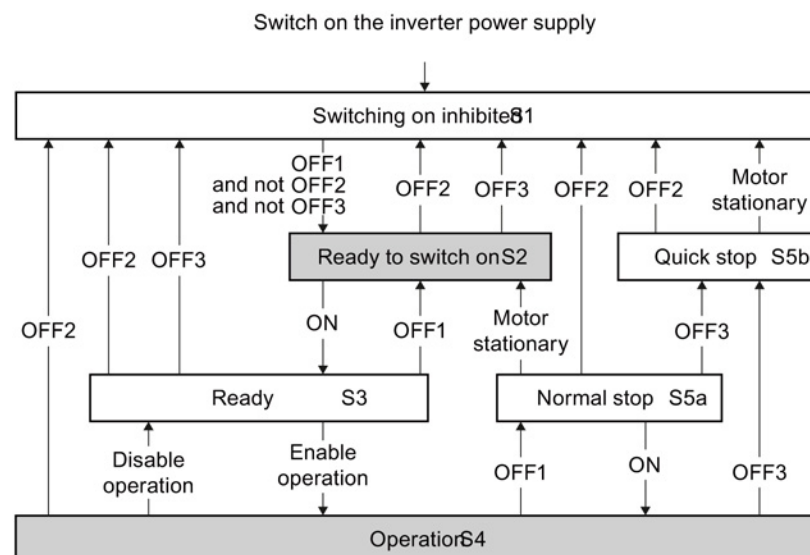 Switch on the inverter power supply
Switching on inhibited S1
OFF1
and not OFF2
and not OFF3
OFF2
OFF3
OFF2
OFF2
Motor
stationary
Ready to switch on S2
Quick stop S5b
OFF2
OFF3
OFF2
ON
OFF1
Motor
stationary
OFF3
Ready S3
Normal stop S5a
Disable
operation
Enable
operation
OFF1
ON
OFF3
Operation S4